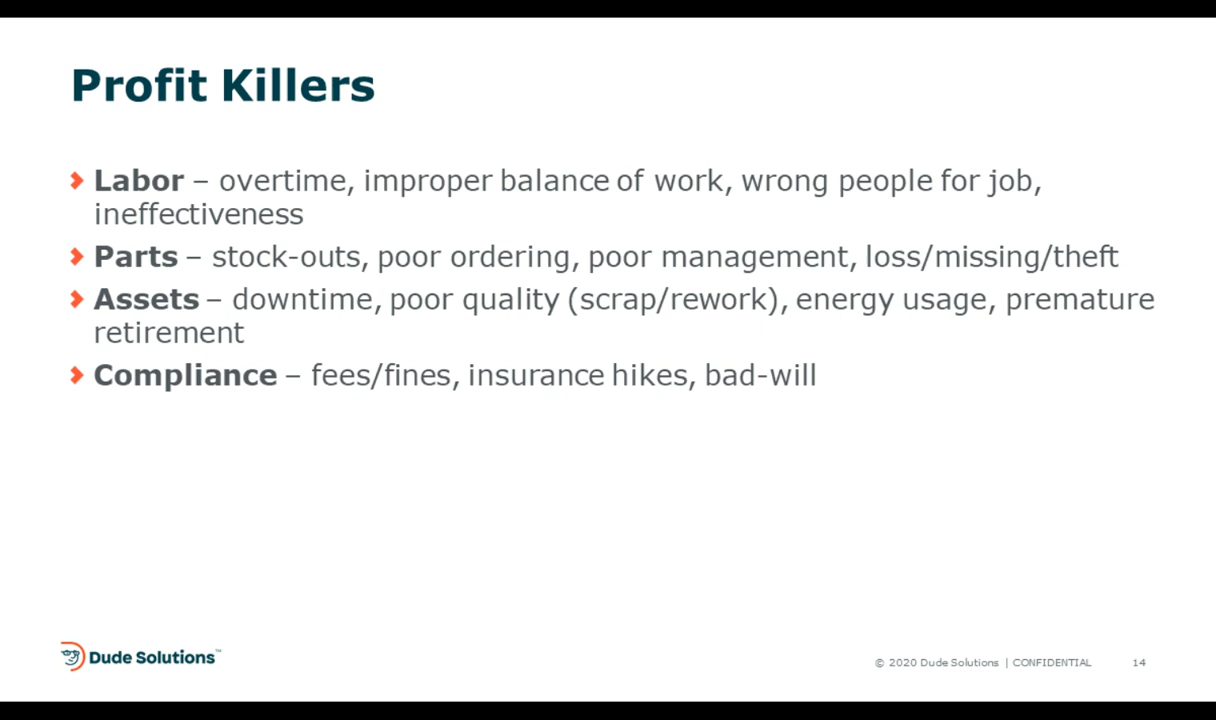 Profit Killers
Labor – overtime, improper balance of work, wrong people for job,
ineffectiveness
Parts – stock-outs, poor ordering, poor management, loss/missing/theft
Assets – downtime, poor quality (scrap/rework), energy usage, premature
retirement
Compliance – fees/fines, insurance hikes, bad-will
Dude Solutions™
© 2020 Dude Solutions | CONFIDENTIAL 14